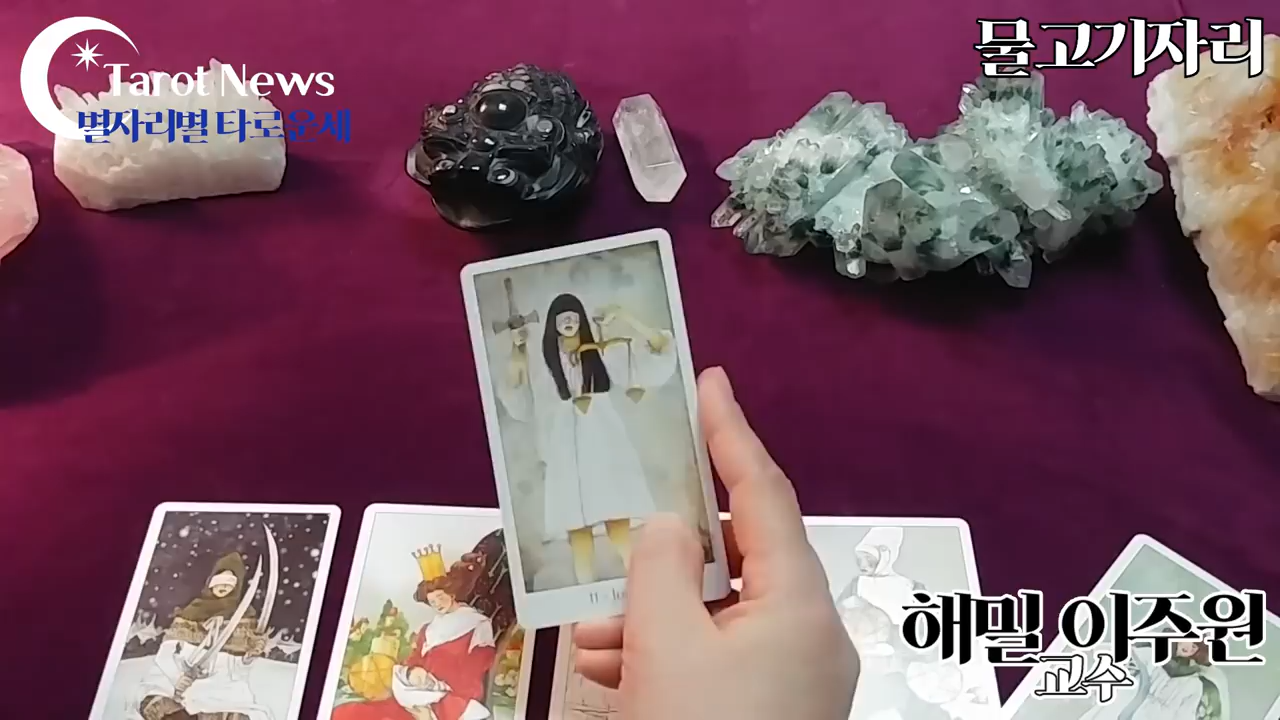 Tarot News
별자리별 타로운세
물고기자리
해밀 이주원
교수